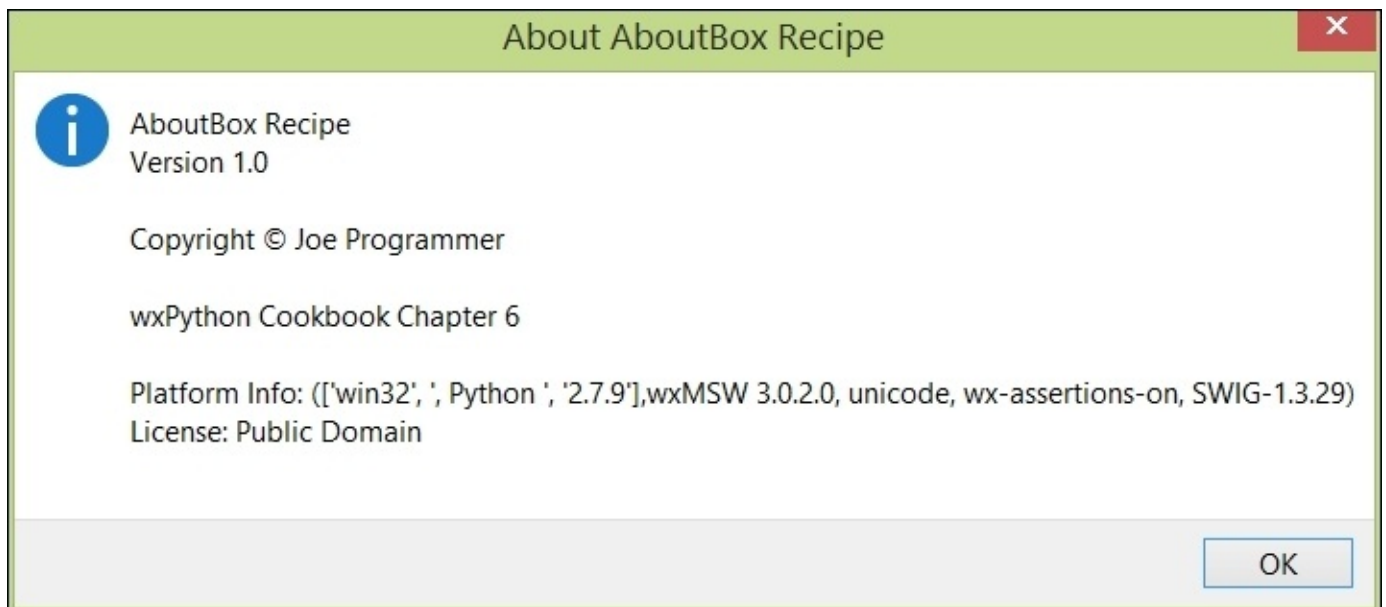 About AboutBox Recipe
AboutBox Recipe
Version 1.0
Copyright © Joe Programmer
wxPython Cookbook Chapter 6
Platform Info: (['win32', ', Python ', '2.7.9'],wxMSW 3.0.2.0, unicode, wx-assertions-on, SWIG-1.3.29)
License: Public Domain
OK